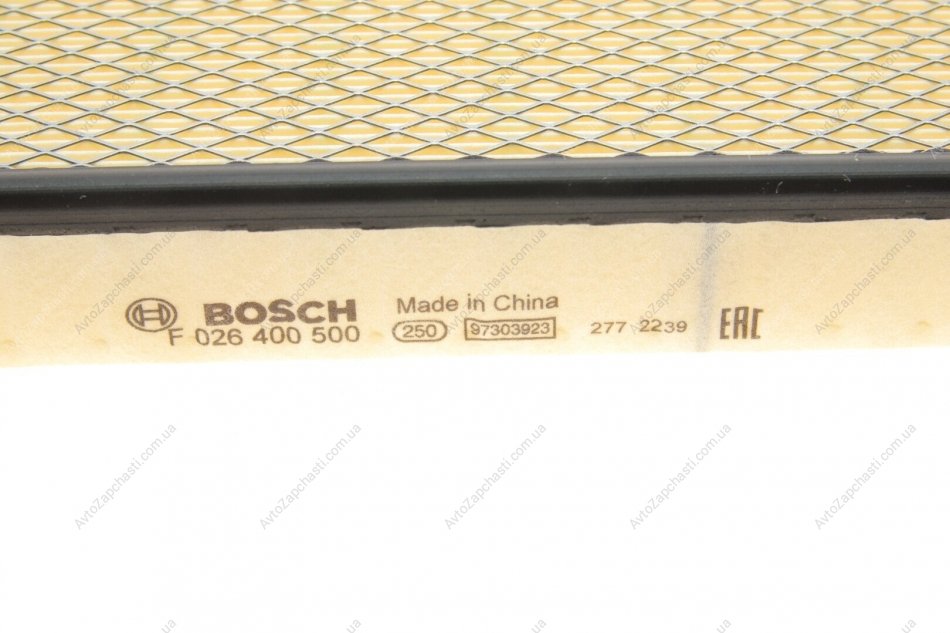 BOSCH
F 026 400 500
Made in China
250 97303923
277 2239
EAC
AvtoZapchasti.com.ua